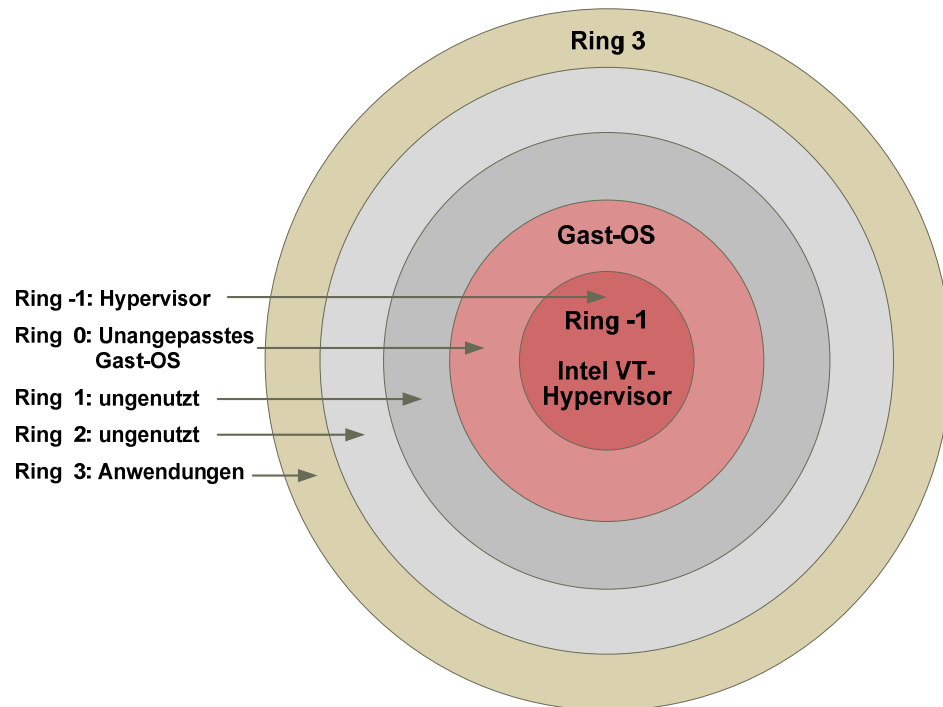 Ring 3
Gast-OS
Ring -1: Hypervisor
Ring -1
Ring 0: Unangepasstes
Gast-OS
Intel VT-
Hypervisor
Ring 1: ungenutzt
Ring 2: ungenutzt
Ring 3: Anwendungen